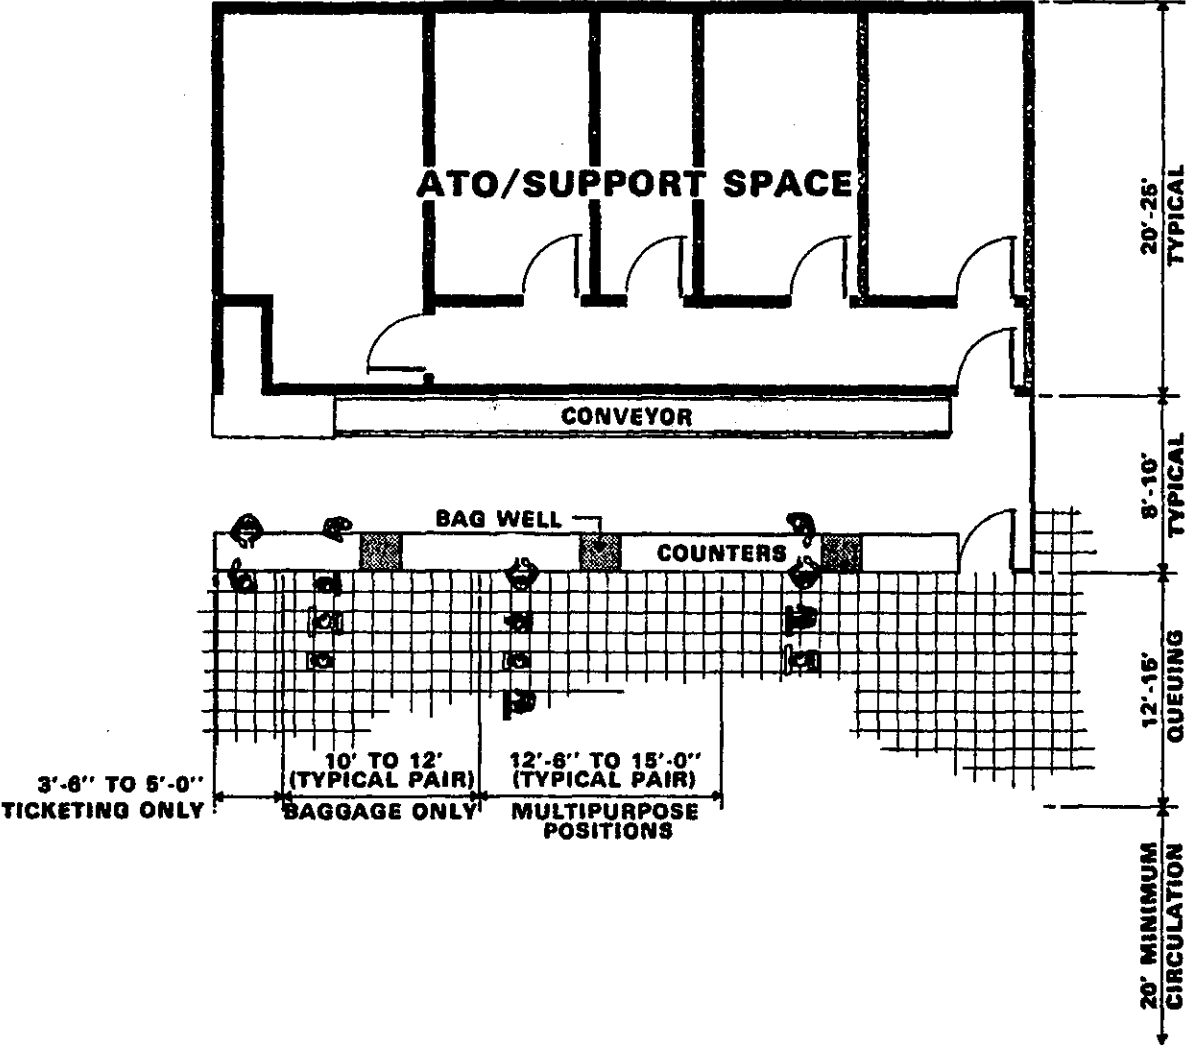 ATO/SUPPORT SPACE
20'-25'
TYPICAL
CONVEYOR
8'-10'
TYPICAL
BAG WELL
COUNTERS
12'-15'
QUEUING
3'-6" TO 5'-0"
TICKETING ONLY
10' TO 12'
(TYPICAL PAIR)
BAGGAGE ONLY
12'-6" TO 15'-0"
(TYPICAL PAIR)
MULTIPURPOSE
POSITIONS
20' MINIMUM
CIRCULATION